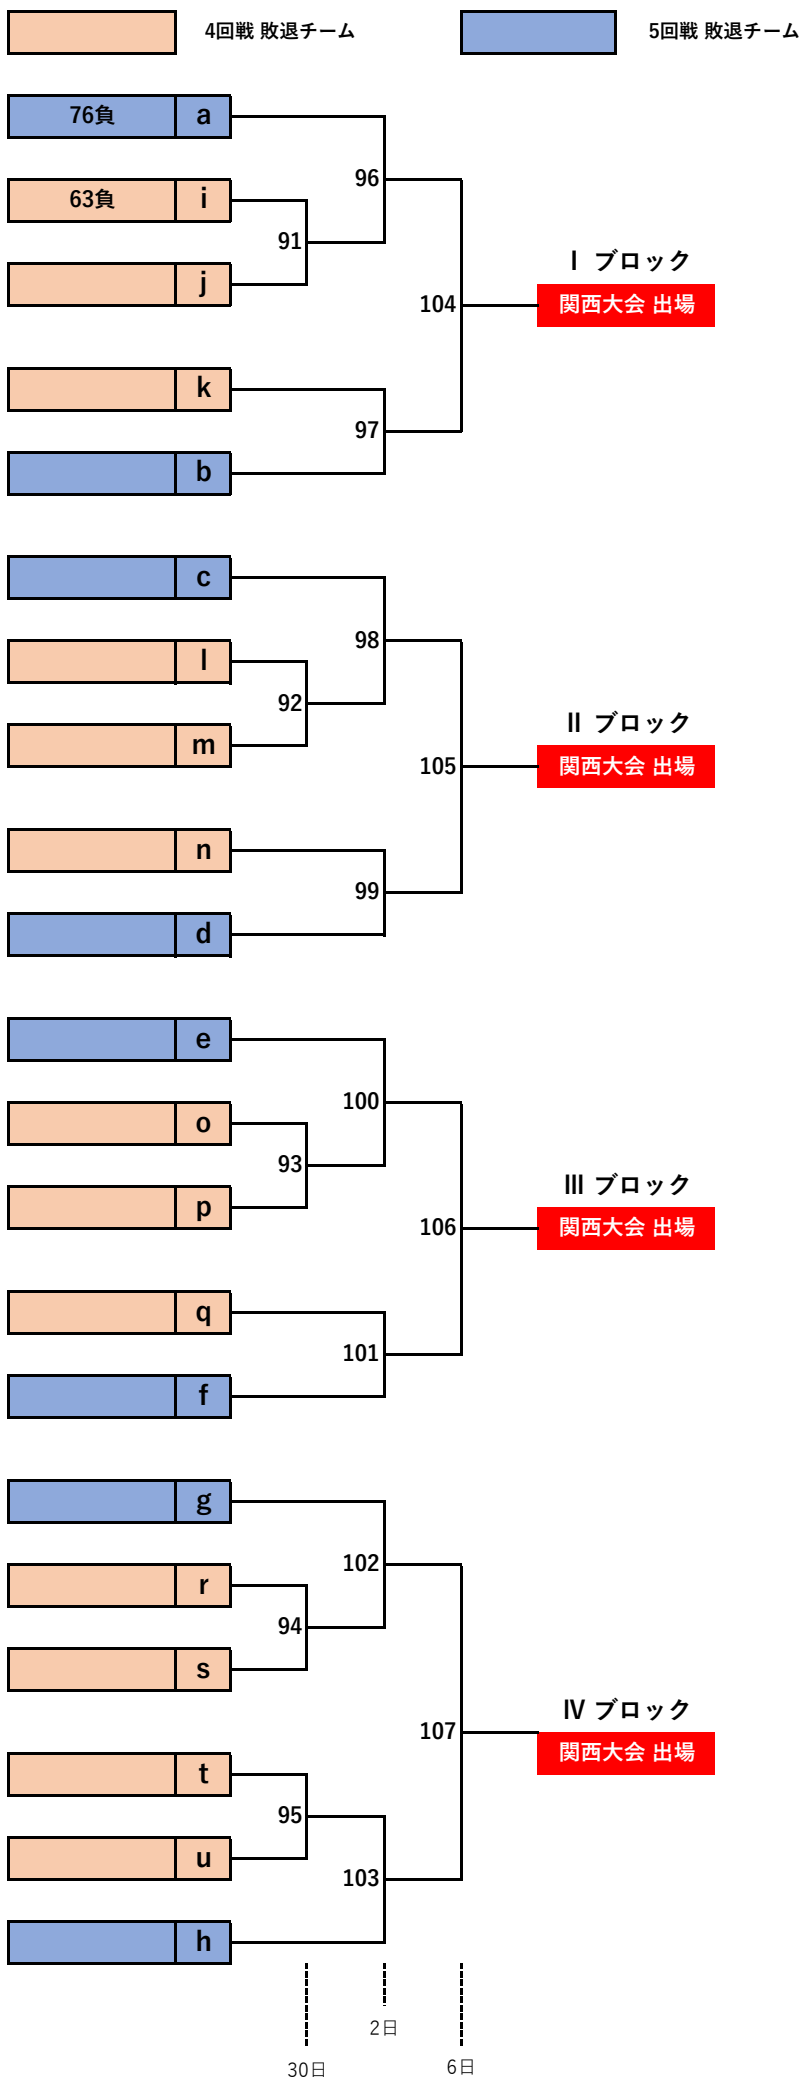 4回戦 敗退チーム
5回戦 敗退チーム
76負 a
96
63負 i
91
j
Ⅰ ブロック
104
関西大会 出場
k
97
b
c
98
l
92
m
Ⅱ ブロック
105
関西大会 出場
n
99
d
e
100
o
93
p
Ⅲ ブロック
106
関西大会 出場
q
101
f
g
102
r
94
s
Ⅳ ブロック
107
関西大会 出場
t
95
u
103
h
2日
30日
6日